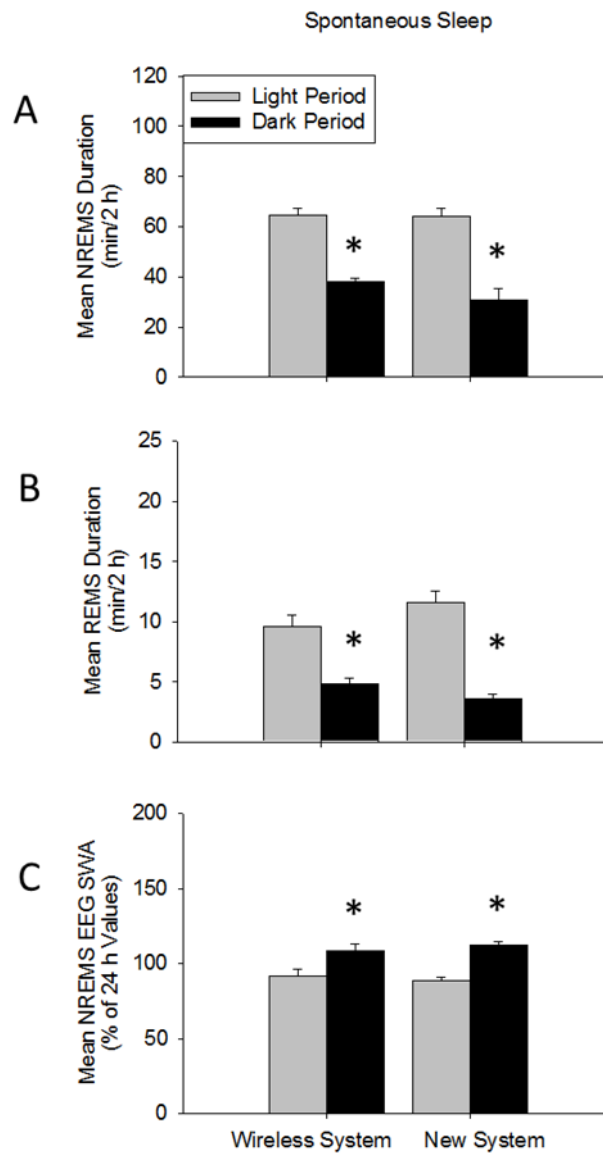 Spontaneous Sleep
A
Mean NREMS Duration
(min/2 h)
120
100
80
60
40
20
0
Light Period
Dark Period
*
*
B
Mean REMS Duration
(min/2 h)
25
20
15
10
5
0
*
*
C
Mean NREMS EEG SWA
(% of 24 h Values)
200
150
100
50
0
*
*
Wireless System
New System